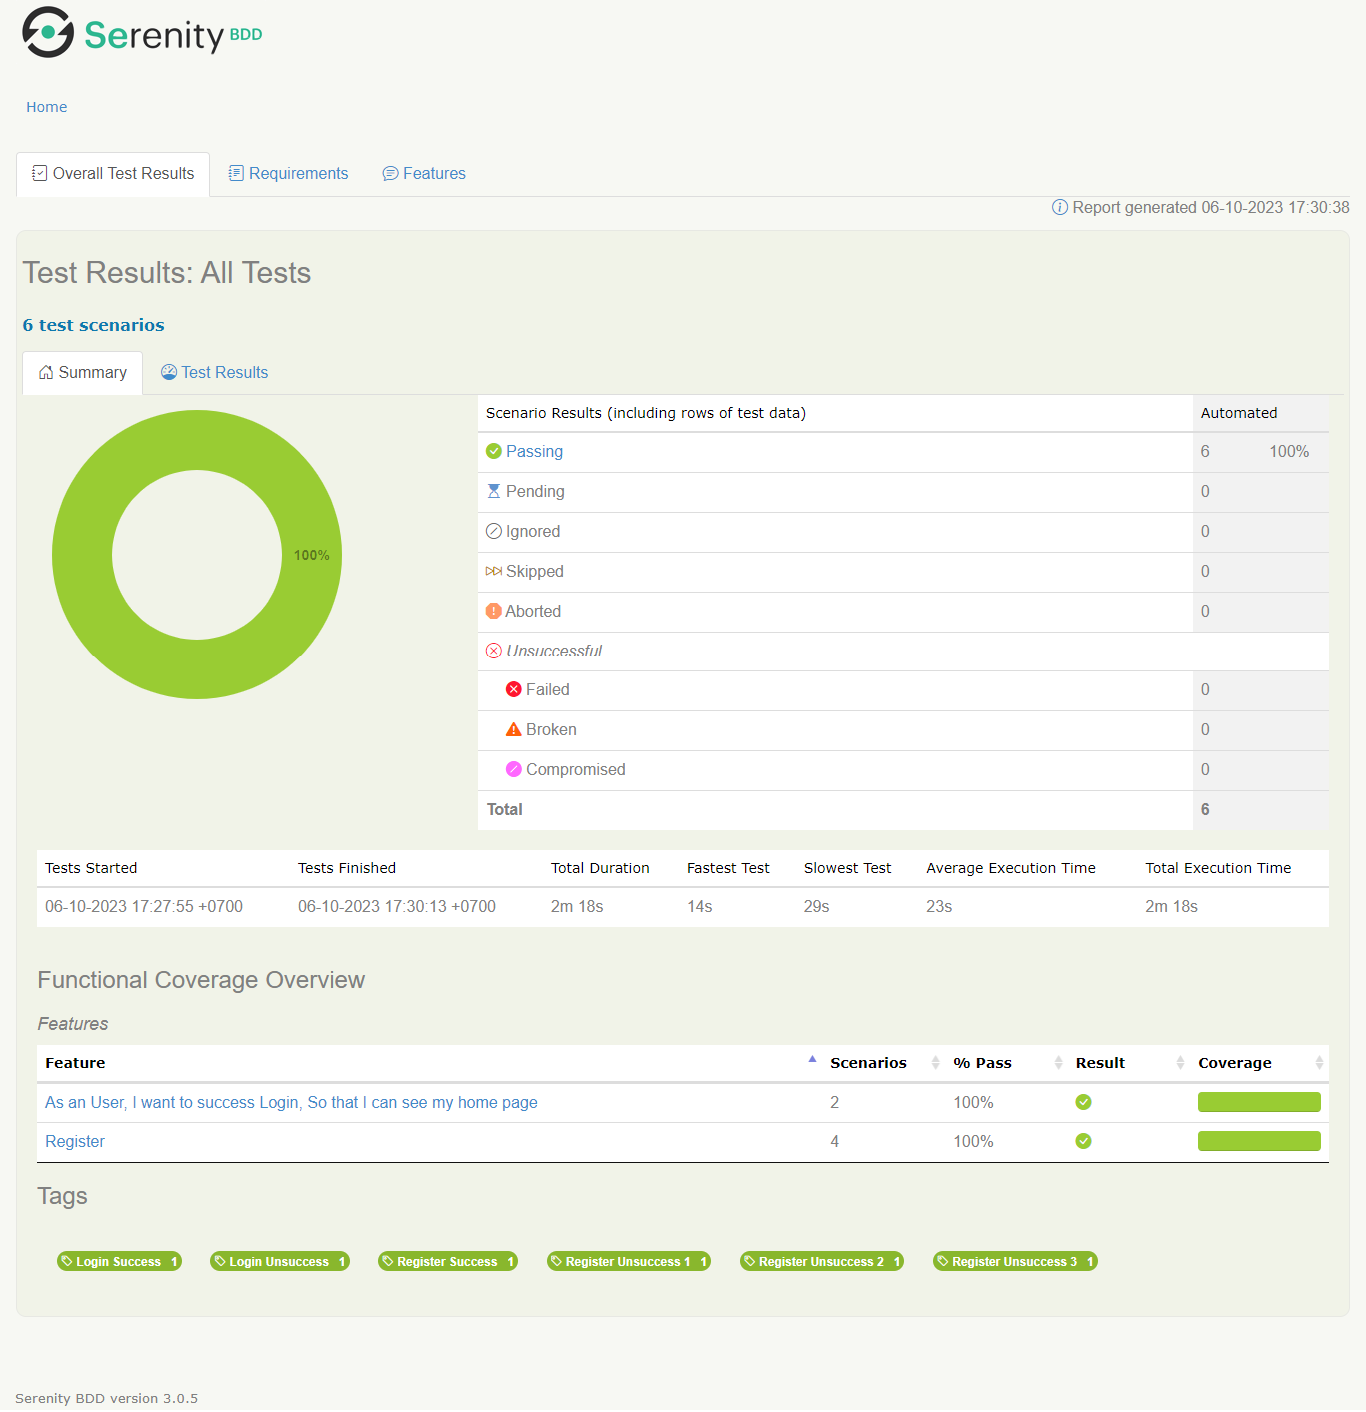 Serenity BDD
Home
Overall Test Results Requirements Features
Report generated 06-10-2023 17:30:38
Test Results: All Tests
6 test scenarios
Summary Test Results
100%
Scenario Results (including rows of test data) Automated
Passing 6 100%
Pending 0
Ignored 0
Skipped 0
Aborted 0
Unsuccessful
Failed 0
Broken 0
Compromised 0
Total 6
Tests Started Tests Finished Total Duration Fastest Test Slowest Test Average Execution Time Total Execution Time
06-10-2023 17:27:55 +0700 06-10-2023 17:30:13 +0700 2m 18s 14s 29s 23s 2m 18s
Functional Coverage Overview
Features
Feature Scenarios % Pass Result Coverage
As an User, I want to success Login, So that I can see my home page 2 100%
Register 4 100%
Tags
Login Success 1 Login Unsuccess 1 Register Success 1 Register Unsuccess 1 1 Register Unsuccess 2 1 Register Unsuccess 3 1
Serenity BDD version 3.0.5